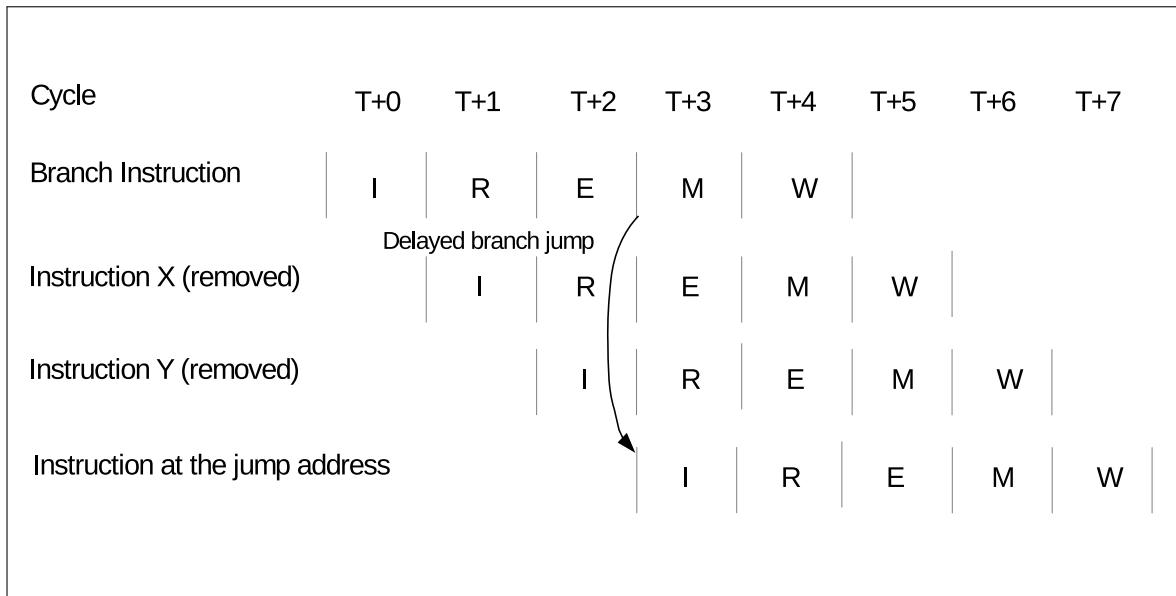 Cycle T+0 T+1 T+2 T+3 T+4 T+5 T+6 T+7
Branch Instruction I R E M W
Delayed branch jump
Instruction X (removed) I R E M W
Instruction Y (removed) I R E M W
Instruction at the jump address I R E M W